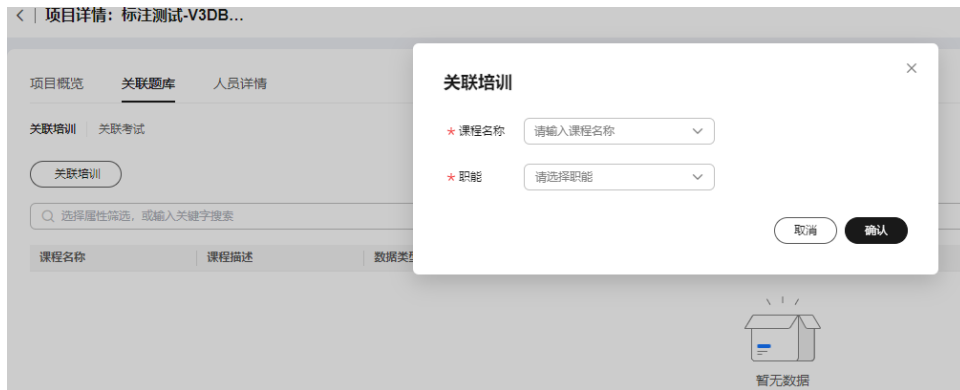 项目详情：标注测试-V3DB...
项目概览 关联题库 人员详情
关联培训 关联考试
关联培训
选择属性筛选，或输入关键字搜索
课程名称 课程描述 数据类型
暂无数据
关联培训
* 课程名称 请输入课程名称
* 职能 请选择职能
取消 确认